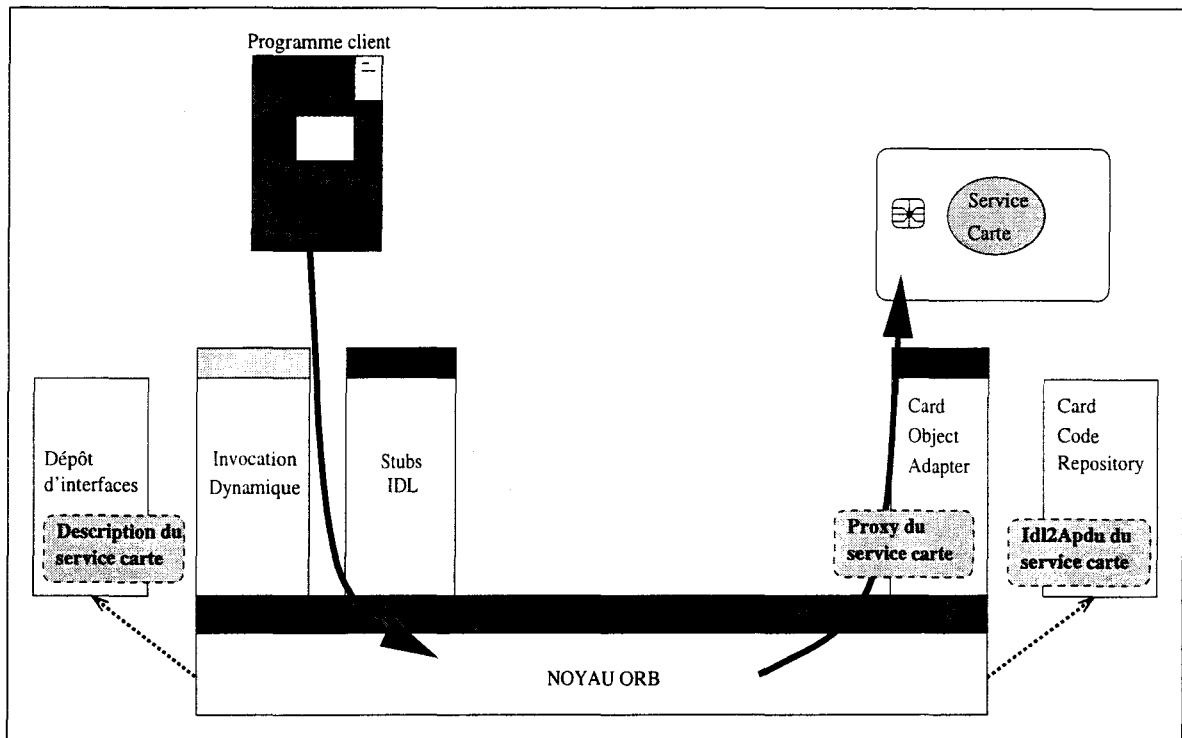 Programme client
Service
Carte
Dépôt
d'interfaces
Invocation
Dynamique
Stubs
IDL
Card
Object
Adapter
Card
Code
Repository
Description du
service carte
Proxy du
service carte
Idl2Apdu du
service carte
NOYAU ORB